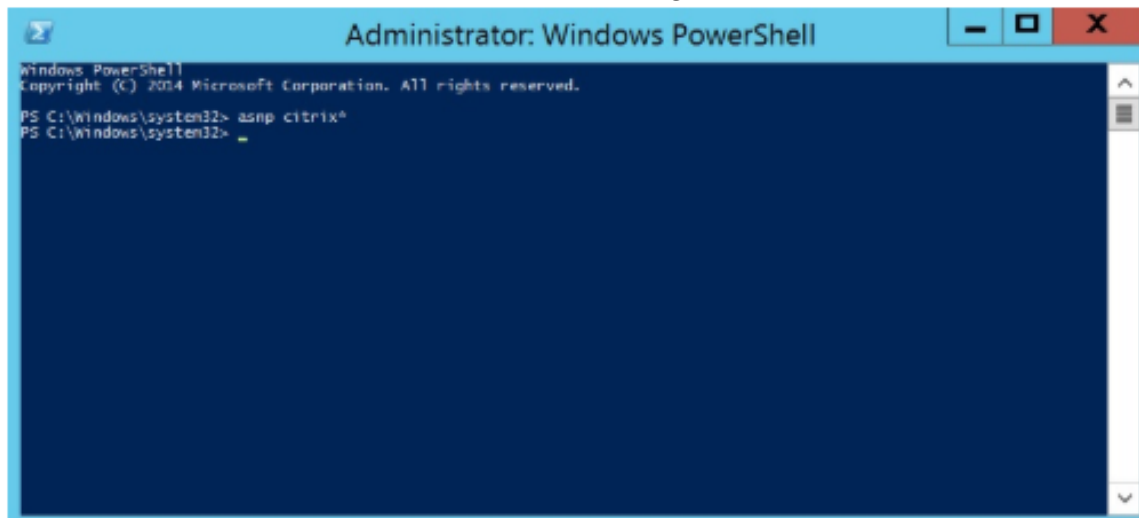 Administrator: Windows PowerShell
Windows PowerShell
Copyright (C) 2014 Microsoft Corporation. All rights reserved.
PS C:\Windows\system32> asnp citrix*
PS C:\Windows\system32> _